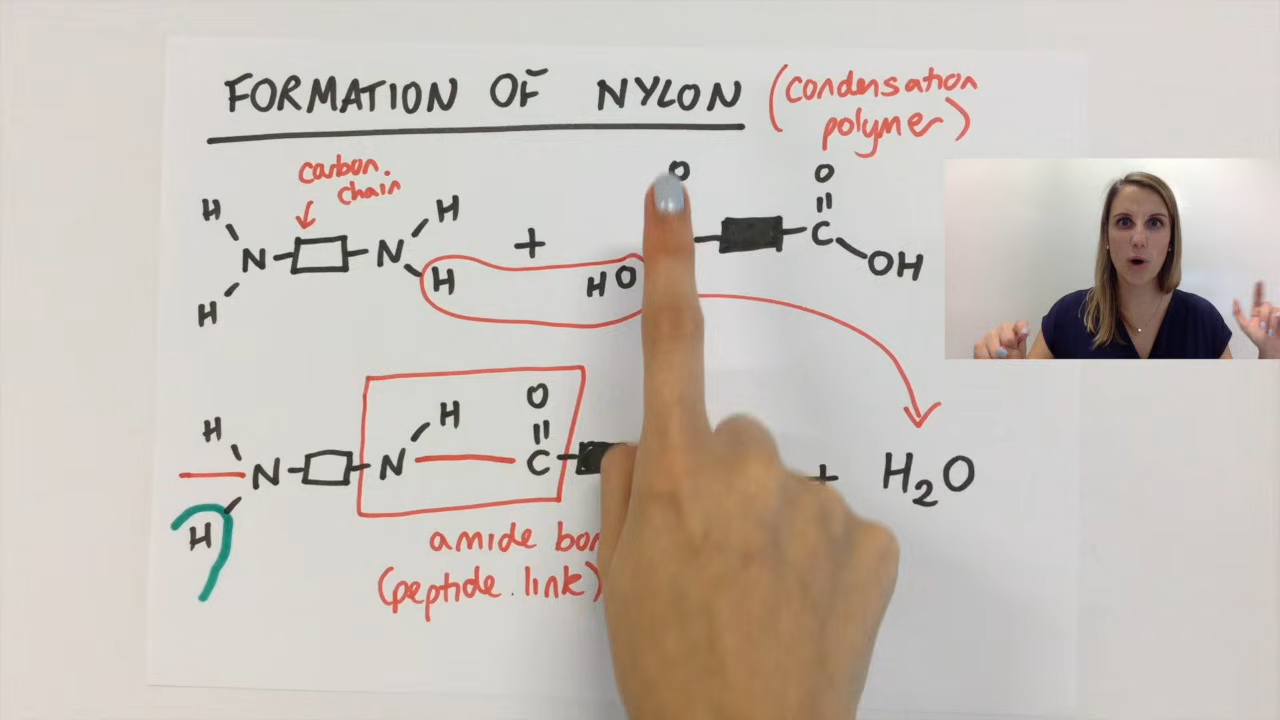 FORMATION OF NYLON
(condensation
polymer)
carbon.
chain
H H O O
N N + C
H H HO OH
H H O
N N C + H2O
H
amide
(peptide.link)